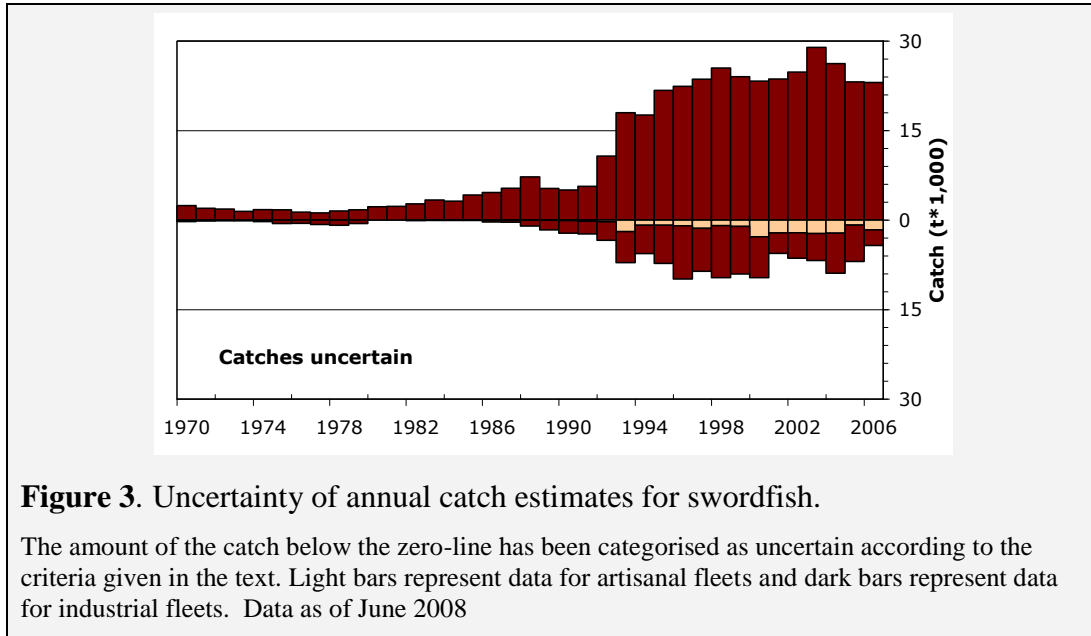 30
15
0
15
30
Catch (t*1,000)
Catches uncertain
1970 1974 1978 1982 1986 1990 1994 1998 2002 2006
Figure 3. Uncertainty of annual catch estimates for swordfish.
The amount of the catch below the zero-line has been categorised as uncertain according to the
criteria given in the text. Light bars represent data for artisanal fleets and dark bars represent data
for industrial fleets. Data as of June 2008